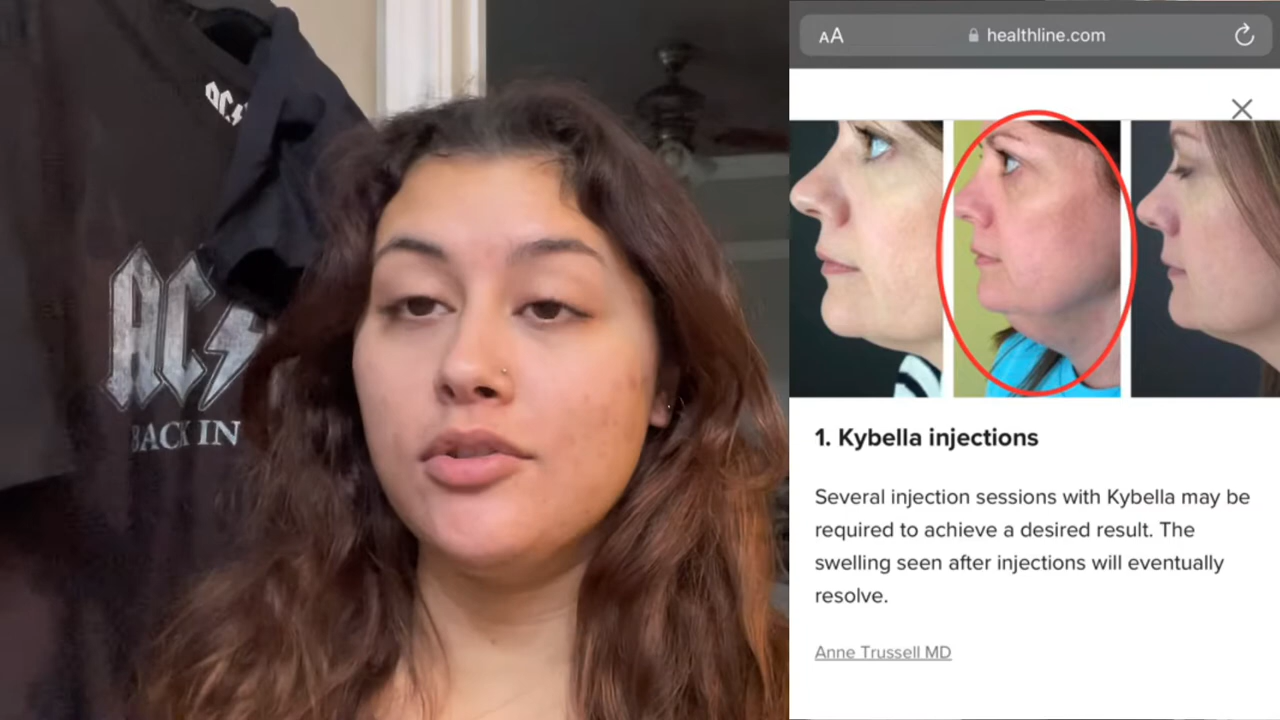 AC⚡
AC⚡
BACK IN
AA
healthline.com
1. Kybella injections
Several injection sessions with Kybella may be
required to achieve a desired result. The
swelling seen after injections will eventually
resolve.
Anne Trussell MD